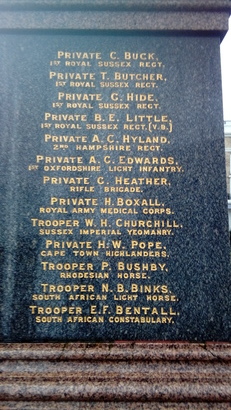 PRIVATE C. BUCK,
1ST ROYAL SUSSEX REGT.
PRIVATE T. BUTCHER,
1ST ROYAL SUSSEX REGT.
PRIVATE G. HIDE,
1ST ROYAL SUSSEX REGT.
PRIVATE B. E. LITTLE,
1ST ROYAL SUSSEX REGT. (V.B.)
PRIVATE A. G. HYLAND,
2ND HAMPSHIRE REGT.
PRIVATE A. C. EDWARDS,
1ST OXFORDSHIRE LIGHT INFANTRY.
PRIVATE C. HEATHER,
RIFLE BRIGADE.
PRIVATE H. BOXALL,
ROYAL ARMY MEDICAL CORPS.
TROOPER W. H. CHURCHILL,
SUSSEX IMPERIAL YEOMANRY.
PRIVATE H. W. POPE,
CAPE TOWN HIGHLANDERS.
TROOPER P. BUSHBY,
RHODESIAN HORSE.
TROOPER N. B. BINKS,
SOUTH AFRICAN LIGHT HORSE.
TROOPER E. F. BENTALL,
SOUTH AFRICAN CONSTABULARY.